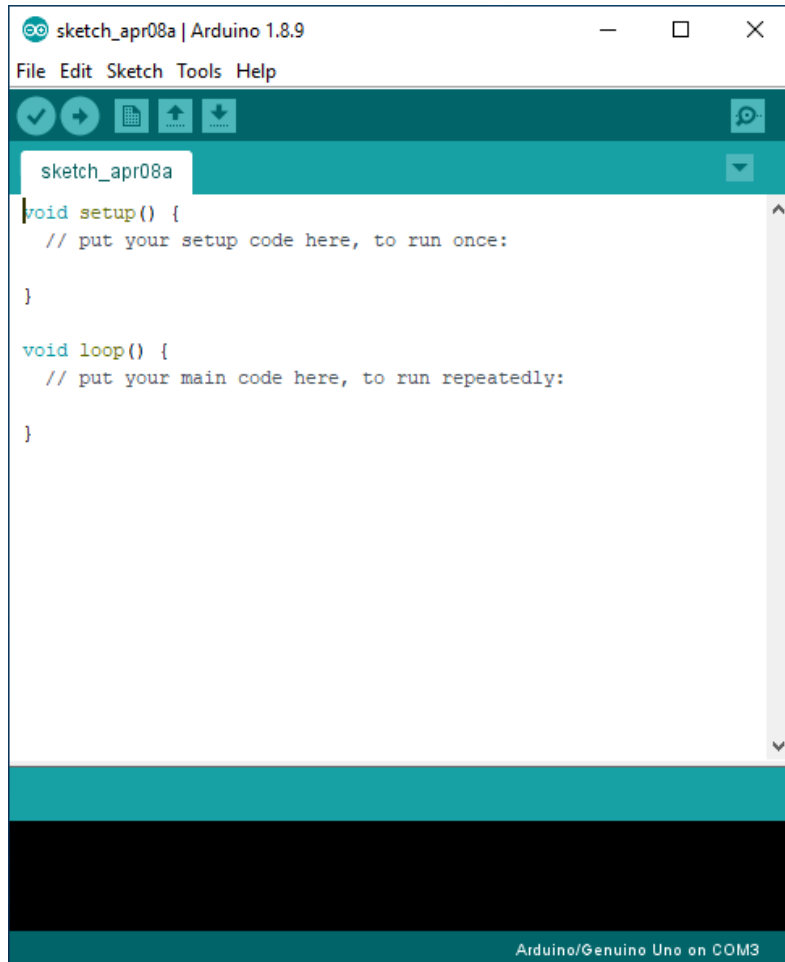 sketch_apr08a | Arduino 1.8.9
File Edit Sketch Tools Help
sketch_apr08a
void setup() {
  // put your setup code here, to run once:
}
void loop() {
  // put your main code here, to run repeatedly:
}
Arduino/Genuino Uno on COM3